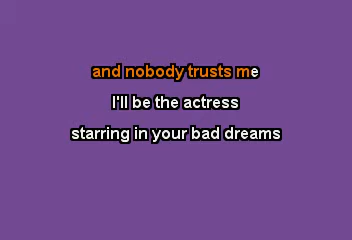 and nobody trusts me
I'll be the actress
starring in your bad dreams